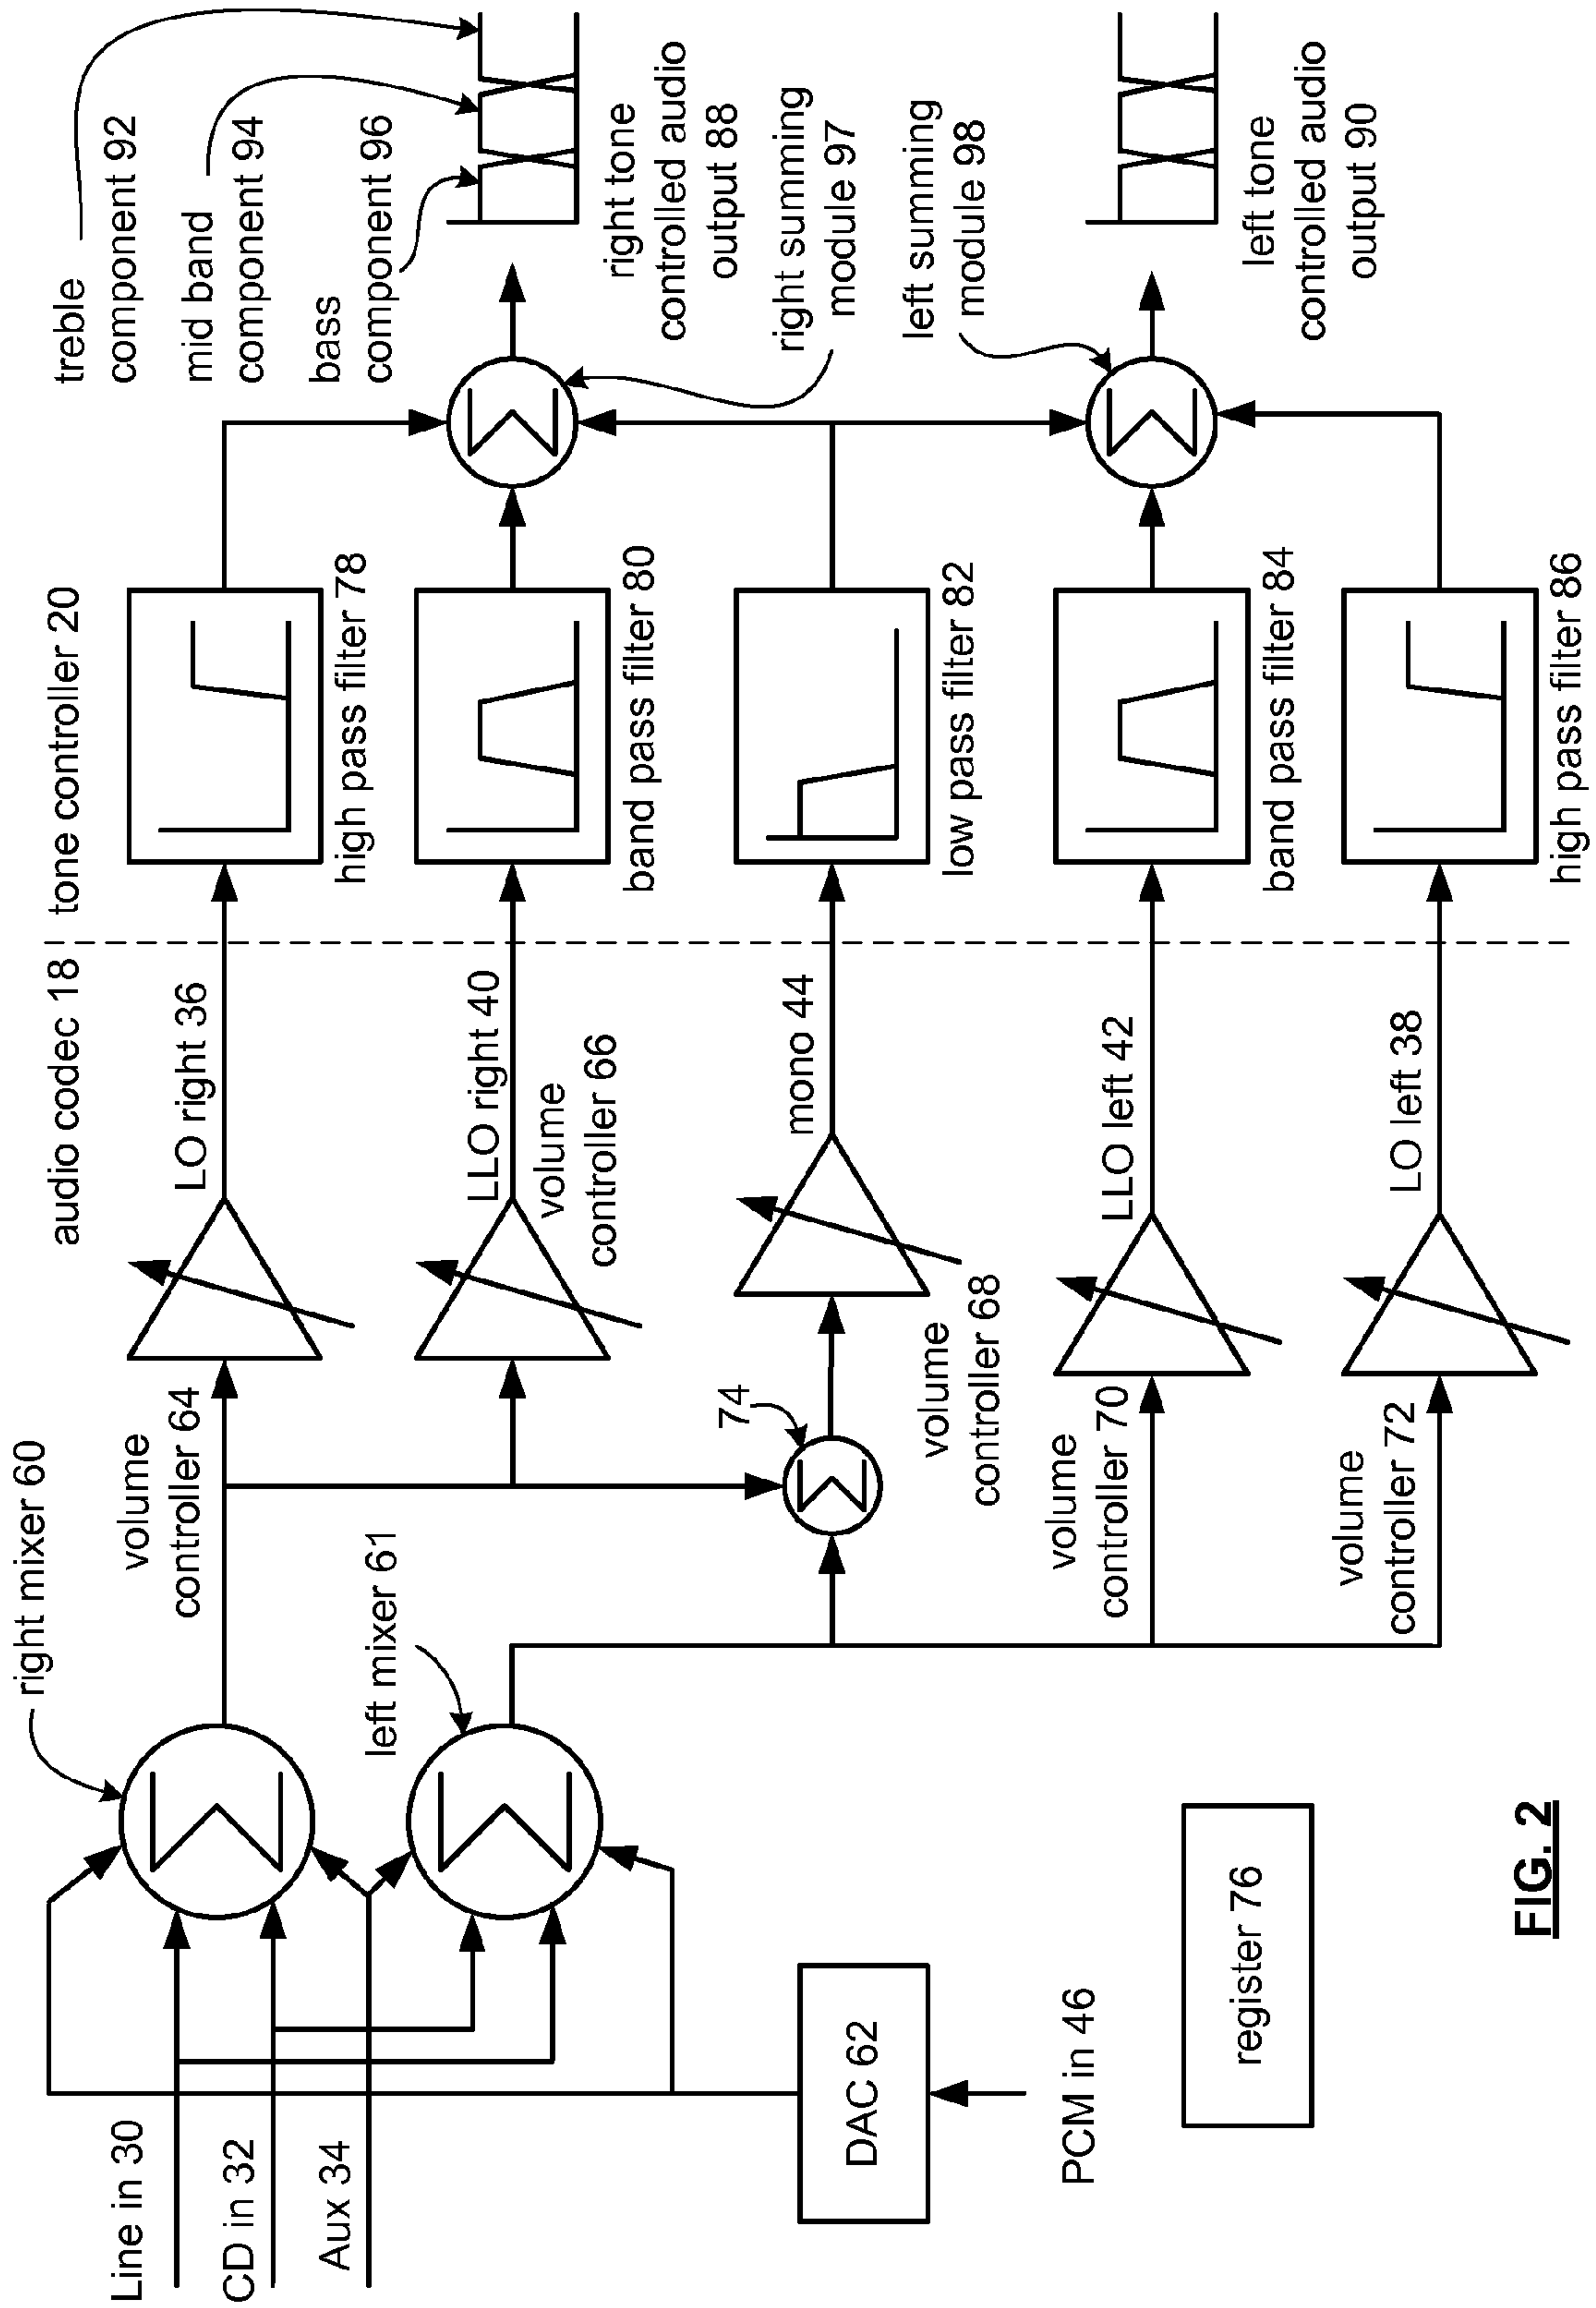 audio codec 18
tone controller 20
right mixer 60
left mixer 61
Line in 30
CD in 32
Aux 34
DAC 62
PCM in 46
register 76
volume
controller 64
LO right 36
LLO right 40
volume
controller 66
74
mono 44
volume
controller 68
LLO left 42
volume
controller 70
LO left 38
volume
controller 72
high pass filter 78
band pass filter 80
low pass filter 82
band pass filter 84
high pass filter 86
treble
component 92
mid band
component 94
bass
component 96
right tone
controlled audio
output 88
right summing
module 97
left summing
module 98
left tone
controlled audio
output 90
Σ
Σ
Σ
Σ
Σ
FIG. 2